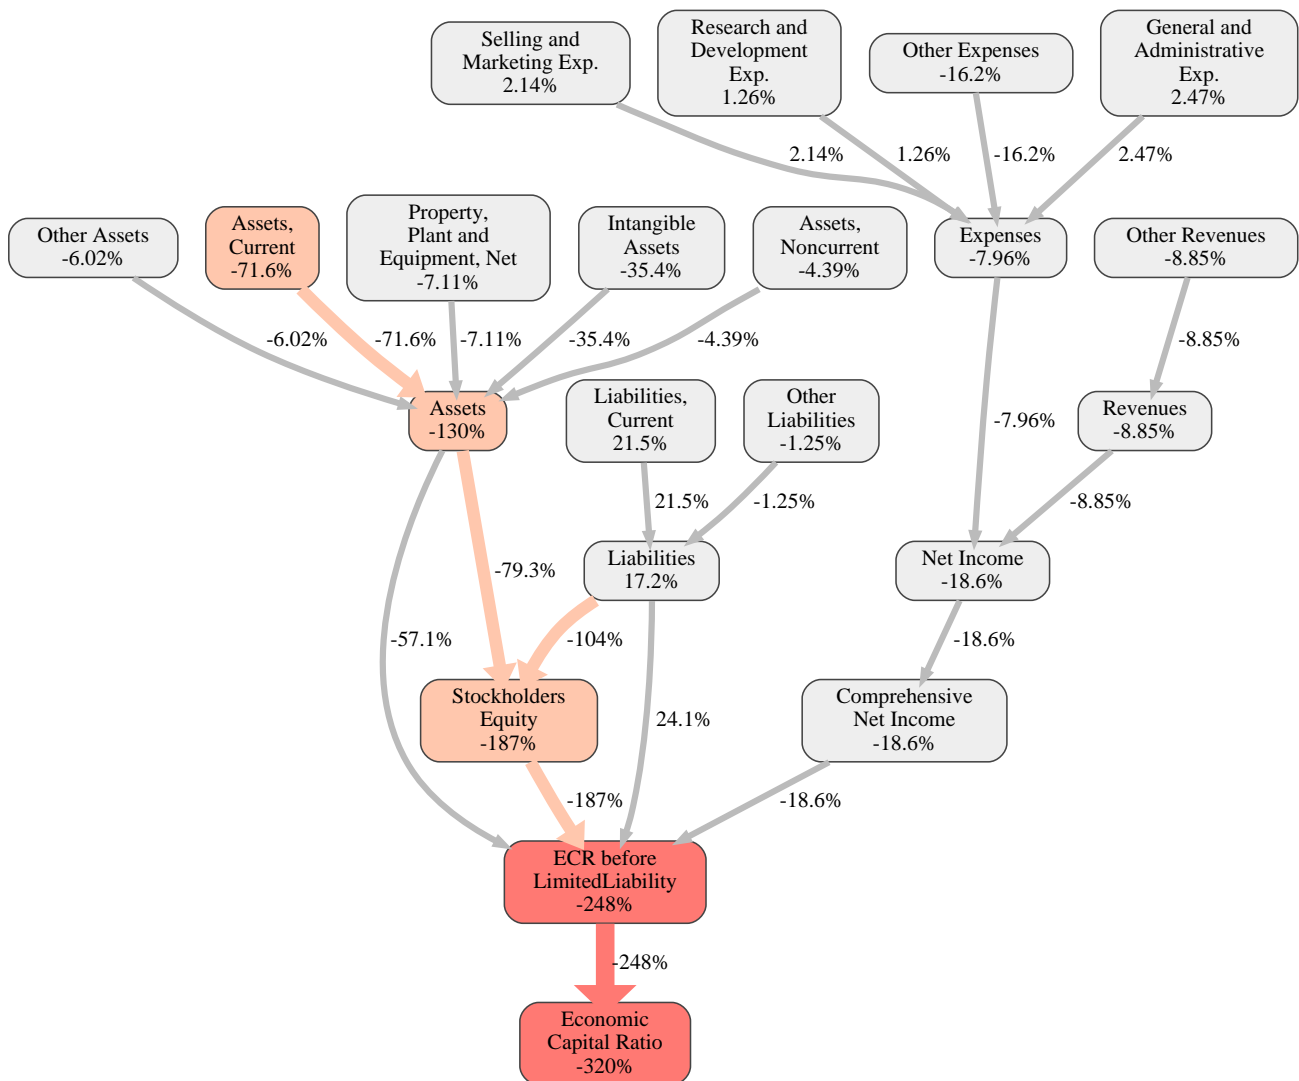 Selling and
Marketing Exp.
2.14%
Research and
Development
Exp.
1.26%
Other Expenses
-16.2%
General and
Administrative
Exp.
2.47%
2.14%
1.26%
-16.2%
2.47%
Other Assets
-6.02%
Assets,
Current
-71.6%
Property,
Plant and
Equipment, Net
-7.11%
Intangible
Assets
-35.4%
Assets,
Noncurrent
-4.39%
Expenses
-7.96%
Other Revenues
-8.85%
-6.02%
-71.6%
-7.11%
-35.4%
-4.39%
-8.85%
Assets
-130%
Liabilities,
Current
21.5%
Other
Liabilities
-1.25%
-7.96%
Revenues
-8.85%
21.5%
-1.25%
-8.85%
-79.3%
Liabilities
17.2%
Net Income
-18.6%
-57.1%
-104%
-18.6%
Stockholders
Equity
-187%
24.1%
Comprehensive
Net Income
-18.6%
-187%
-18.6%
ECR before
LimitedLiability
-248%
-248%
Economic
Capital Ratio
-320%